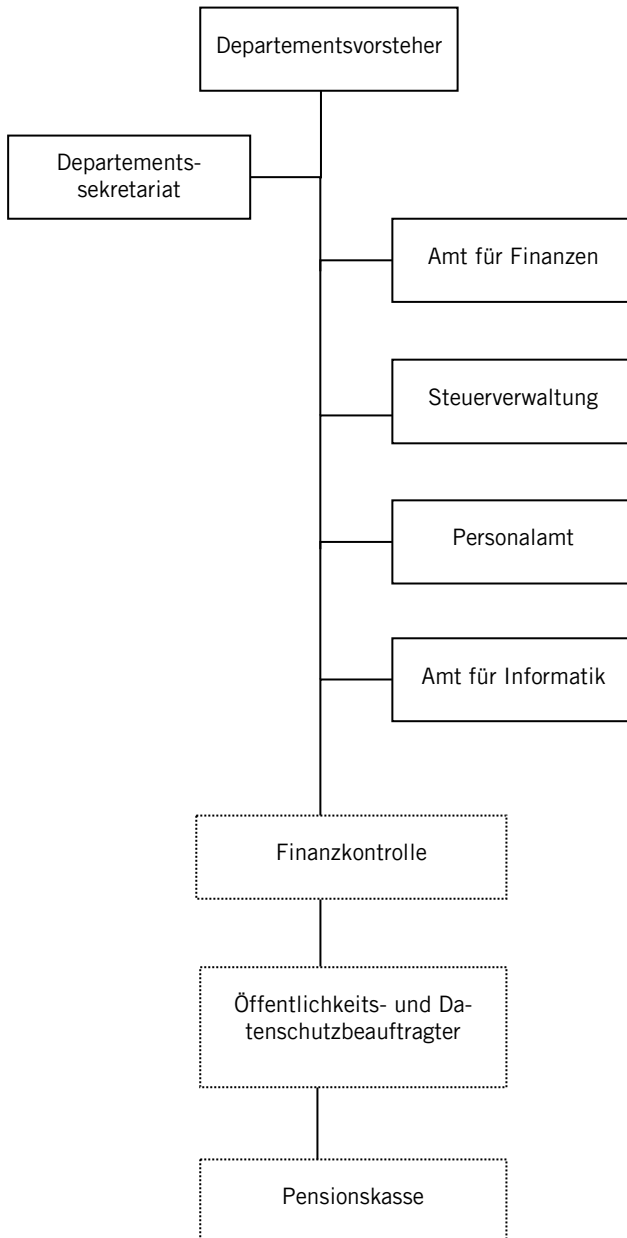 Departementsvorsteher
Departements-
sekretariat
Amt für Finanzen
Steuerverwaltung
Personalamt
Amt für Informatik
Finanzkontrolle
Öffentlichkeits- und Da-
tenschutzbeauftragter
Pensionskasse